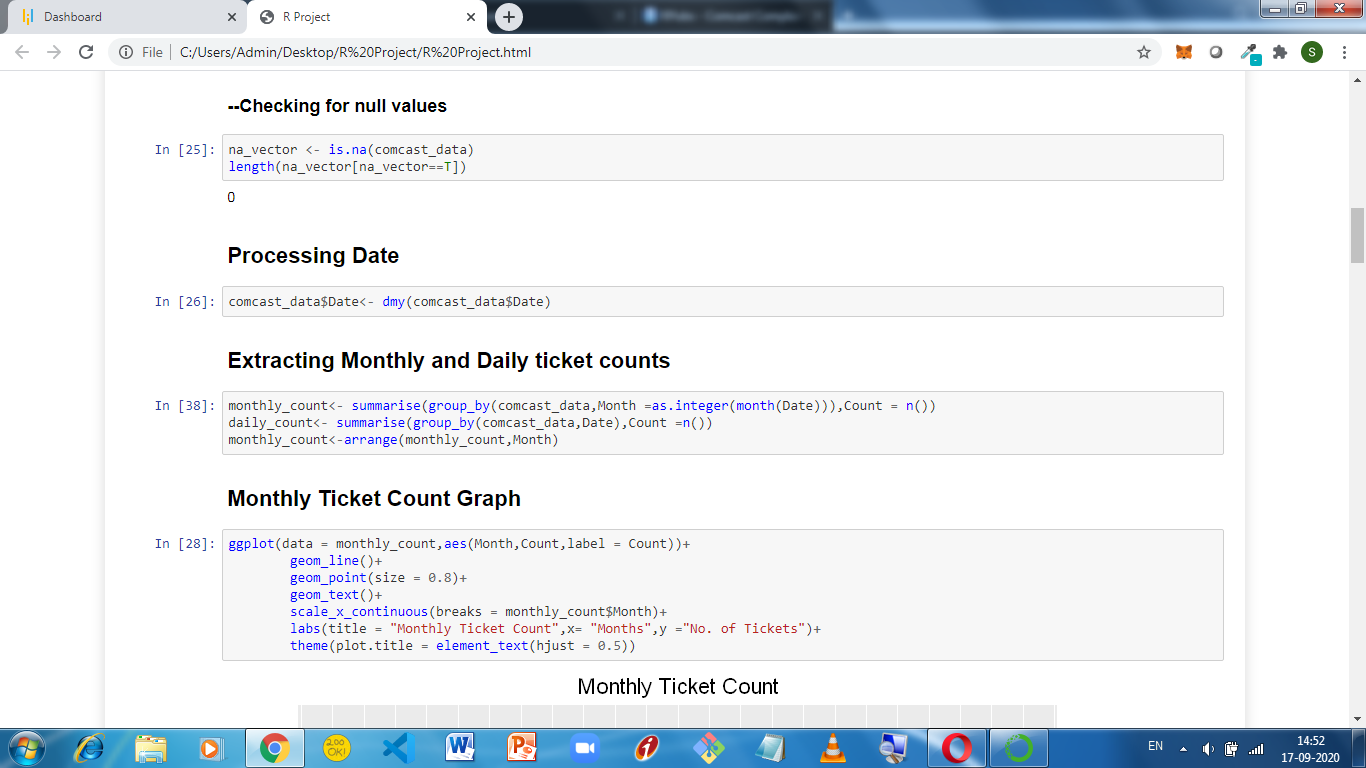 Dashboard
R Project
File
C:/Users/Admin/Desktop/R%20Project/R%20Project.html
S
--Checking for null values
In [25]:
na_vector <- is.na(comcast_data)
length(na_vector[na_vector==T])
0
Processing Date
In [26]:
comcast_data$Date<- dmy(comcast_data$Date)
Extracting Monthly and Daily ticket counts
In [38]:
monthly_count<- summarise(group_by(comcast_data,Month =as.integer(month(Date))),Count = n())
daily_count<- summarise(group_by(comcast_data,Date),Count =n())
monthly_count<-arrange(monthly_count,Month)
Monthly Ticket Count Graph
In [28]:
ggplot(data = monthly_count,aes(Month,Count,label = Count))+
geom_line()+
geom_point(size = 0.8)+
geom_text()+
scale_x_continuous(breaks = monthly_count$Month)+
labs(title = "Monthly Ticket Count",x= "Months",y ="No. of Tickets")+
theme(plot.title = element_text(hjust = 0.5))
Monthly Ticket Count
200 OK!
EN
14:52
17-09-2020